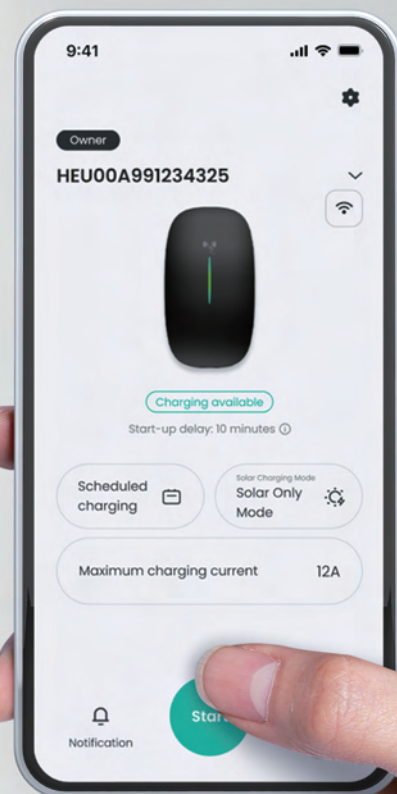 9:41
Owner
HEU00A991234325
Charging available
Start-up delay: 10 minutes
Scheduled
charging
Solar Charging Mode
Solar Only
Mode
Maximum charging current 12A
Start
Notification